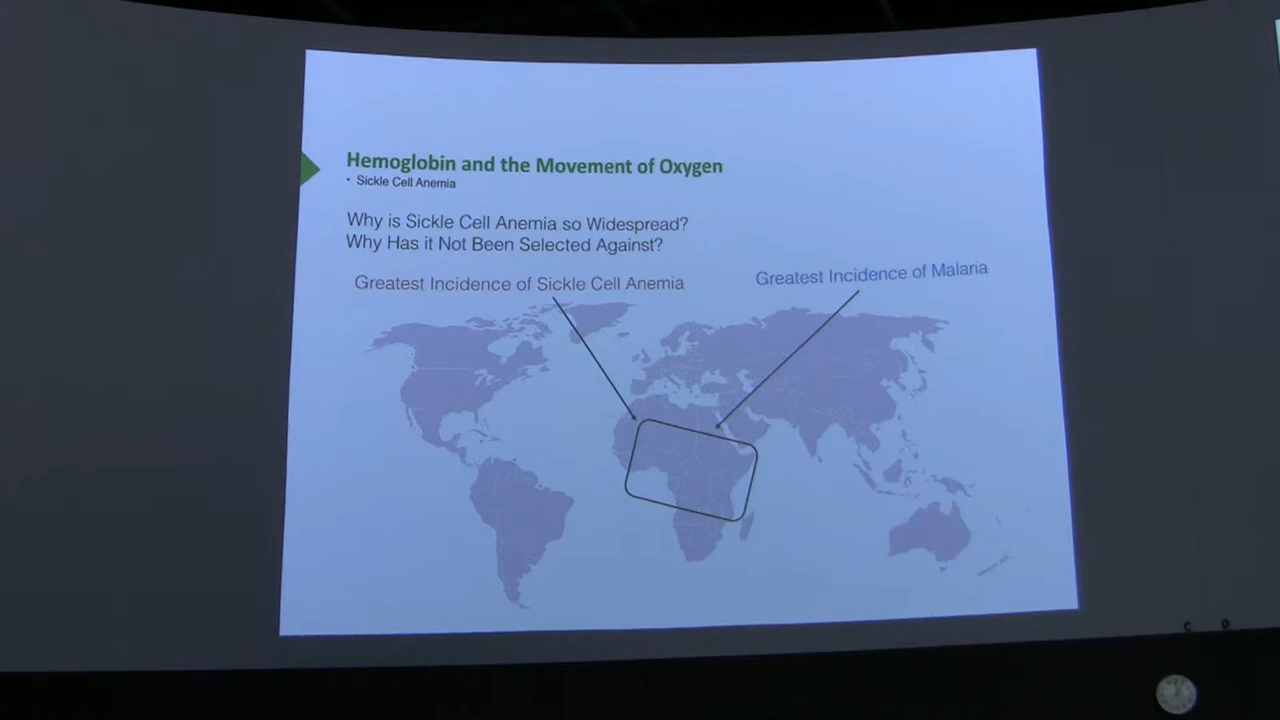 Hemoglobin and the Movement of Oxygen
• Sickle Cell Anemia
Why is Sickle Cell Anemia so Widespread?
Why Has it Not Been Selected Against?
Greatest Incidence of Sickle Cell Anemia
Greatest Incidence of Malaria
C D